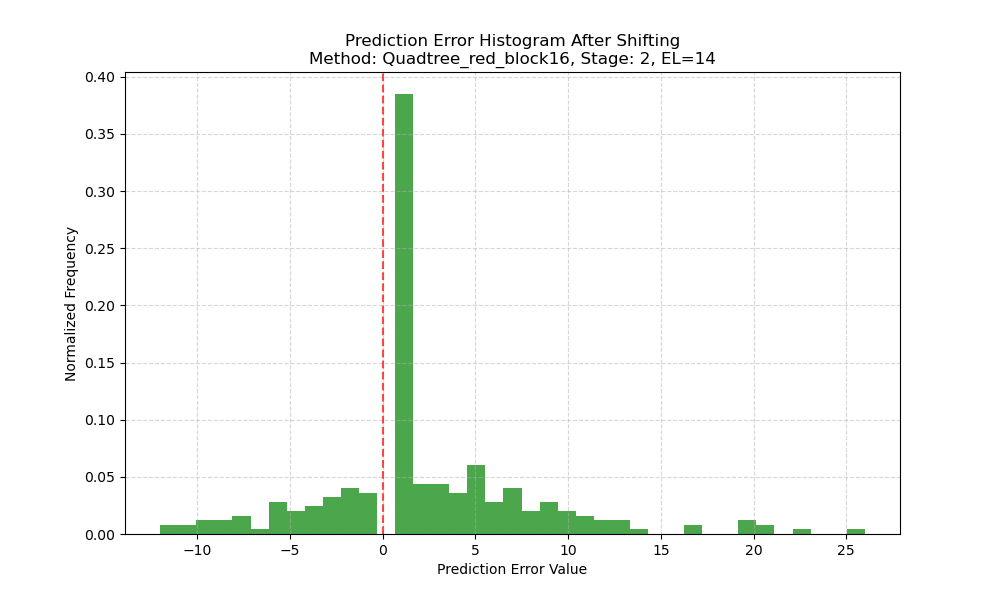 Prediction Error Histogram After Shifting
Method: Quadtree_red_block16, Stage: 2, EL=14
Normalized Frequency
0.40
0.35
0.30
0.25
0.20
0.15
0.10
0.05
0.00
−10 −5 0 5 10 15 20 25
Prediction Error Value